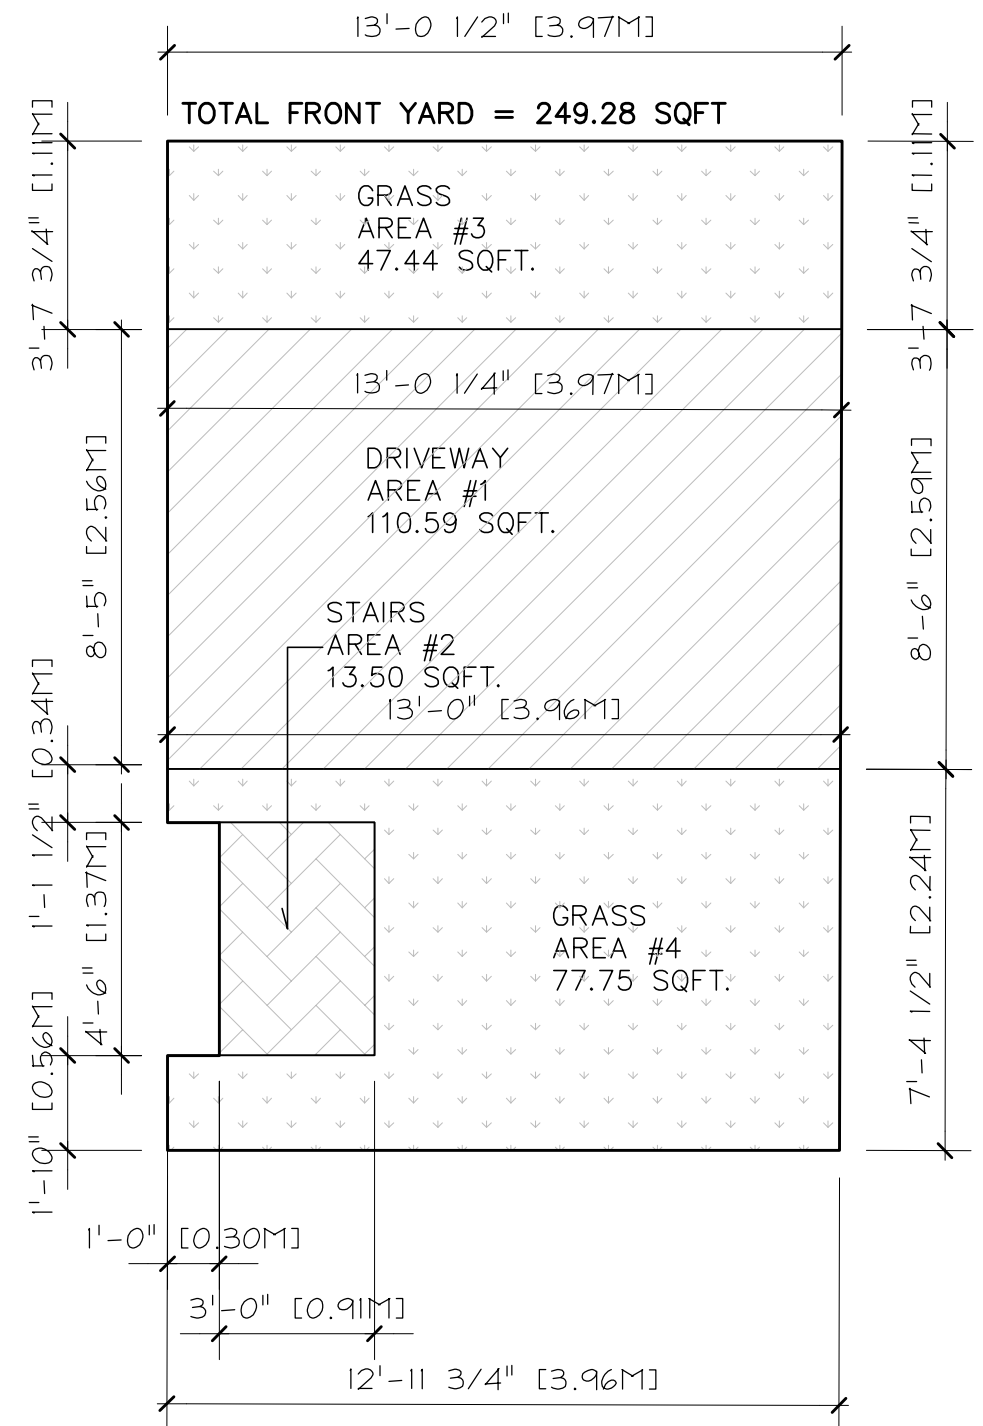 13'-0 1/2" [3.97M]
TOTAL FRONT YARD = 249.28 SQFT
3'-7 3/4" [1.11M]
3'-7 3/4" [1.11M]
GRASS
AREA #3
47.44 SQFT.
13'-0 1/4" [3.97M]
8'-5" [2.56M]
8'-6" [2.59M]
DRIVEWAY
AREA #1
110.59 SQFT.
STAIRS
AREA #2
13.50 SQFT.
13'-0" [3.96M]
1'-1 1/2" [0.34M]
4'-6" [1.37M]
7'-4 1/2" [2.24M]
GRASS
AREA #4
77.75 SQFT.
1'-10" [0.56M]
1'-0" [0.30M]
3'-0" [0.91M]
12'-11 3/4" [3.96M]